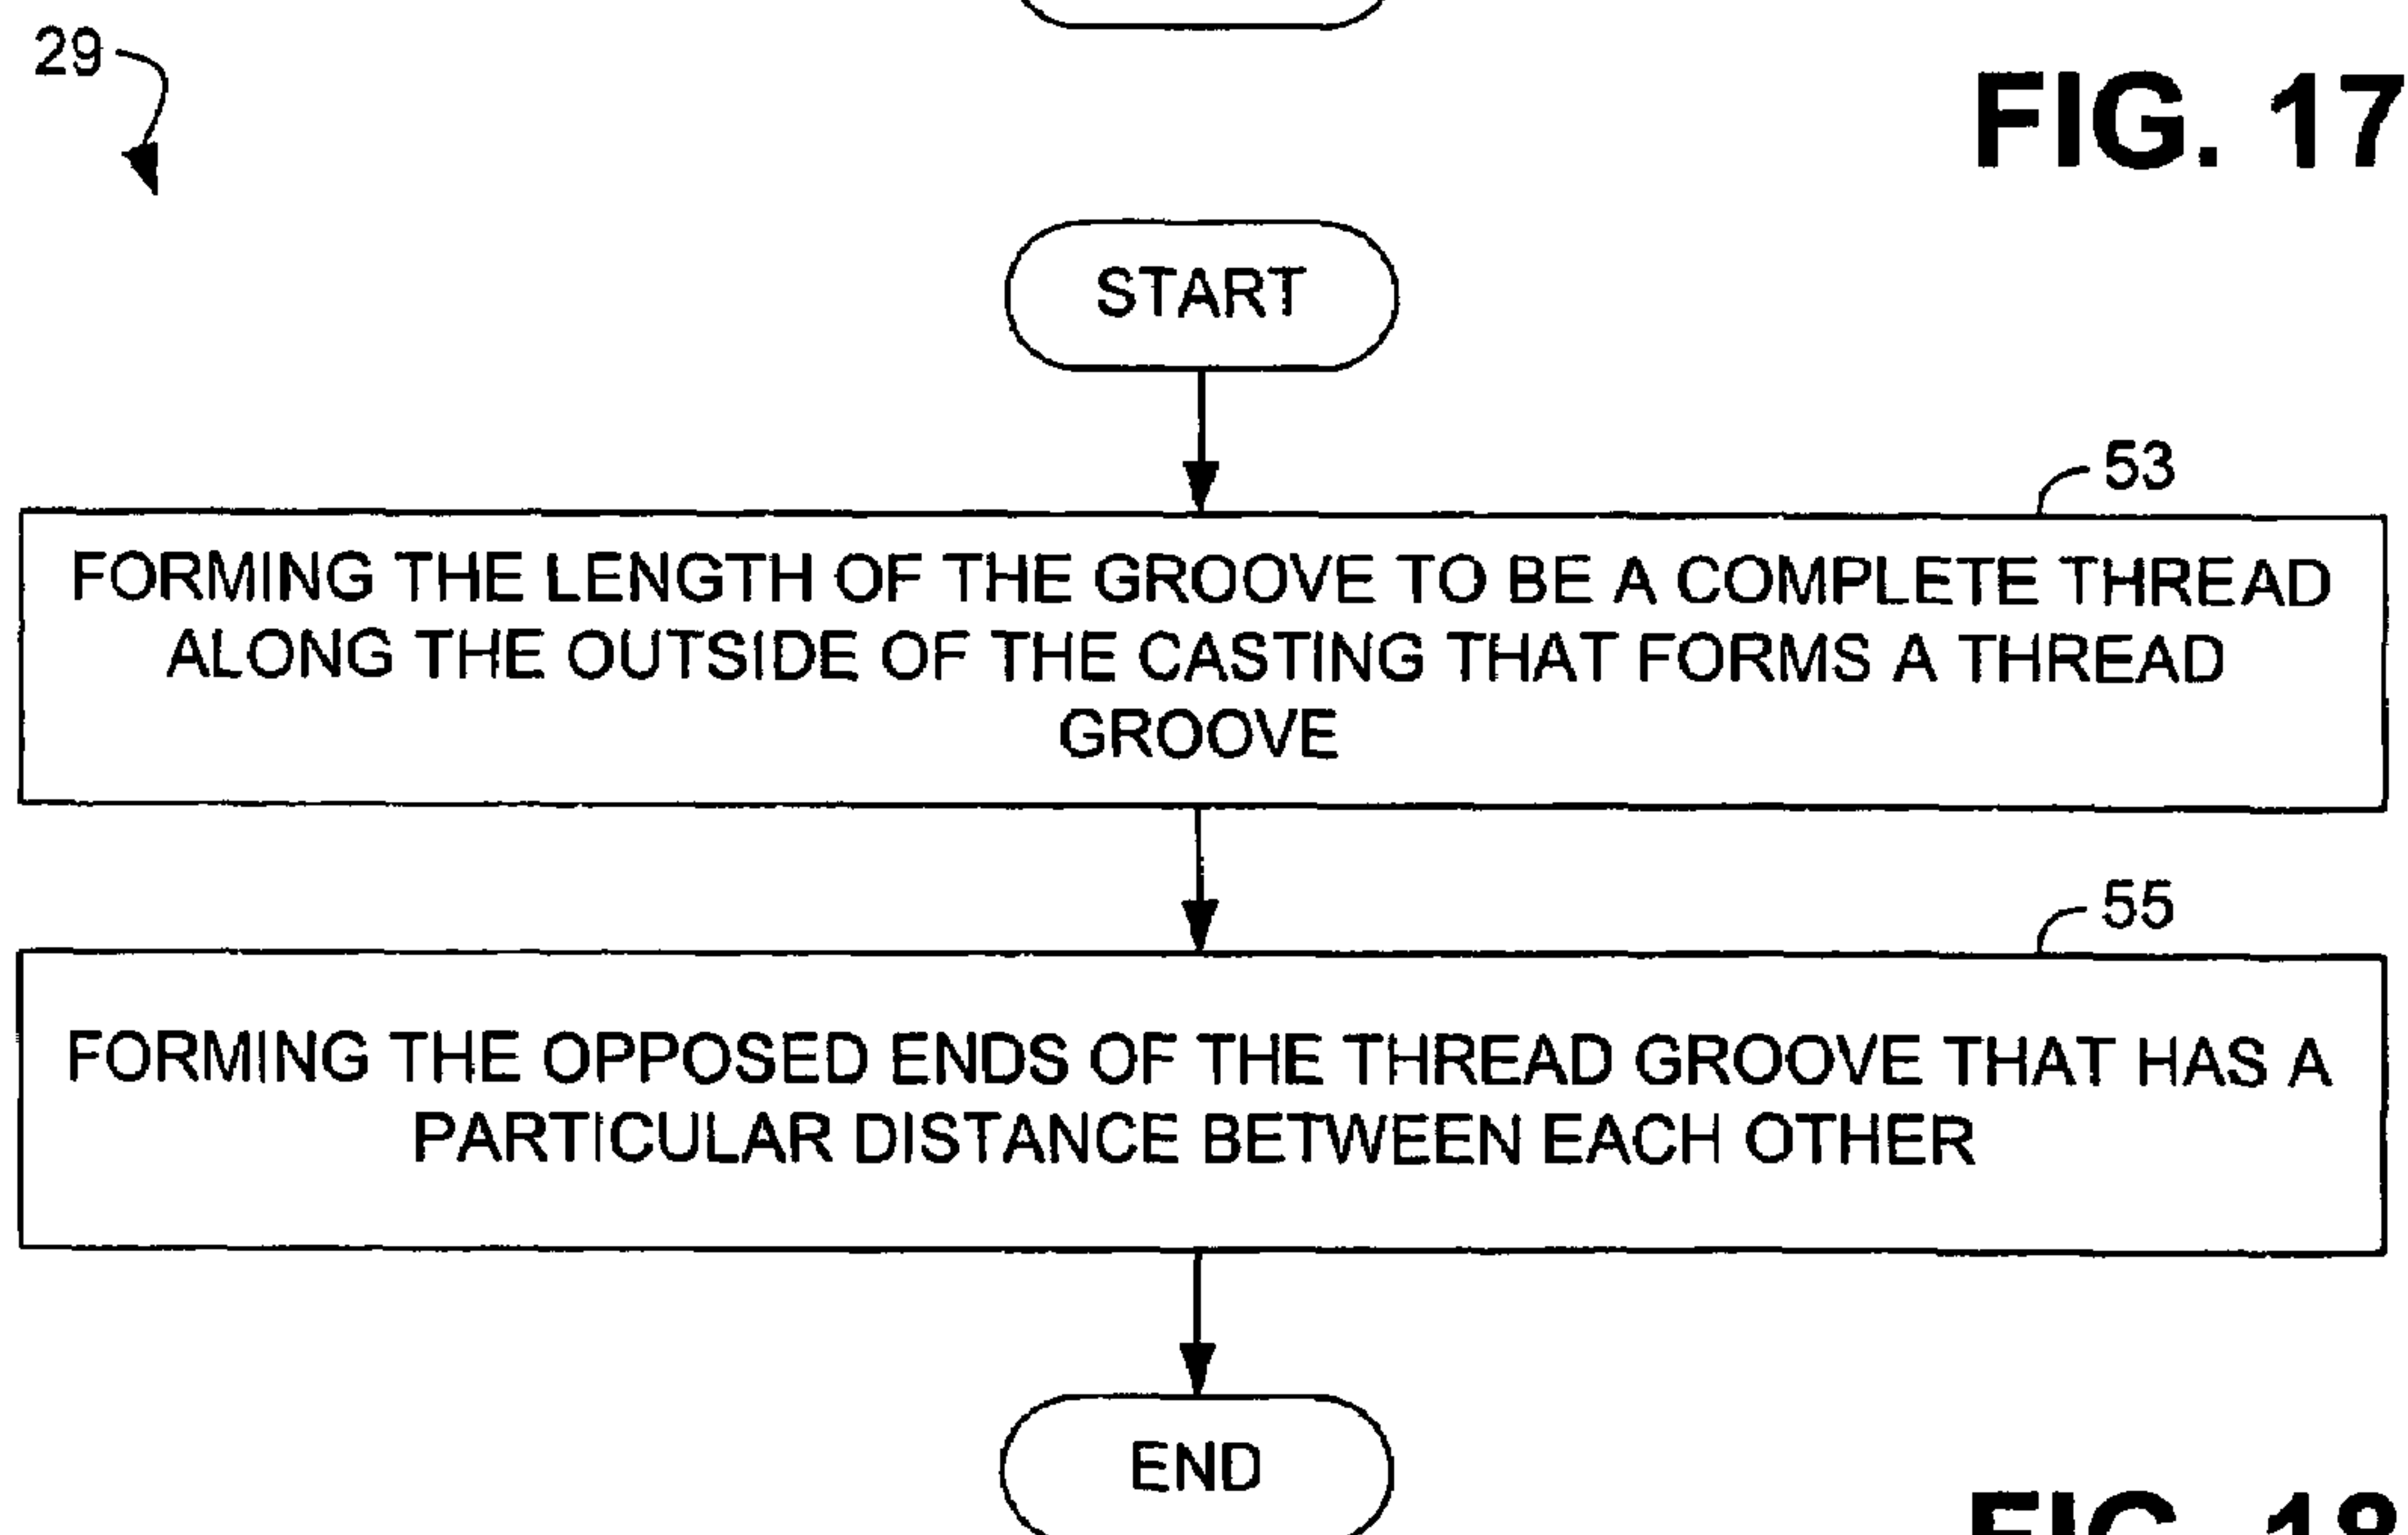 29
FIG. 17
START
53
FORMING THE LENGTH OF THE GROOVE TO BE A COMPLETE THREAD
ALONG THE OUTSIDE OF THE CASTING THAT FORMS A THREAD
GROOVE
55
FORMING THE OPPOSED ENDS OF THE THREAD GROOVE THAT HAS A
PARTICULAR DISTANCE BETWEEN EACH OTHER
END
FIG. 18